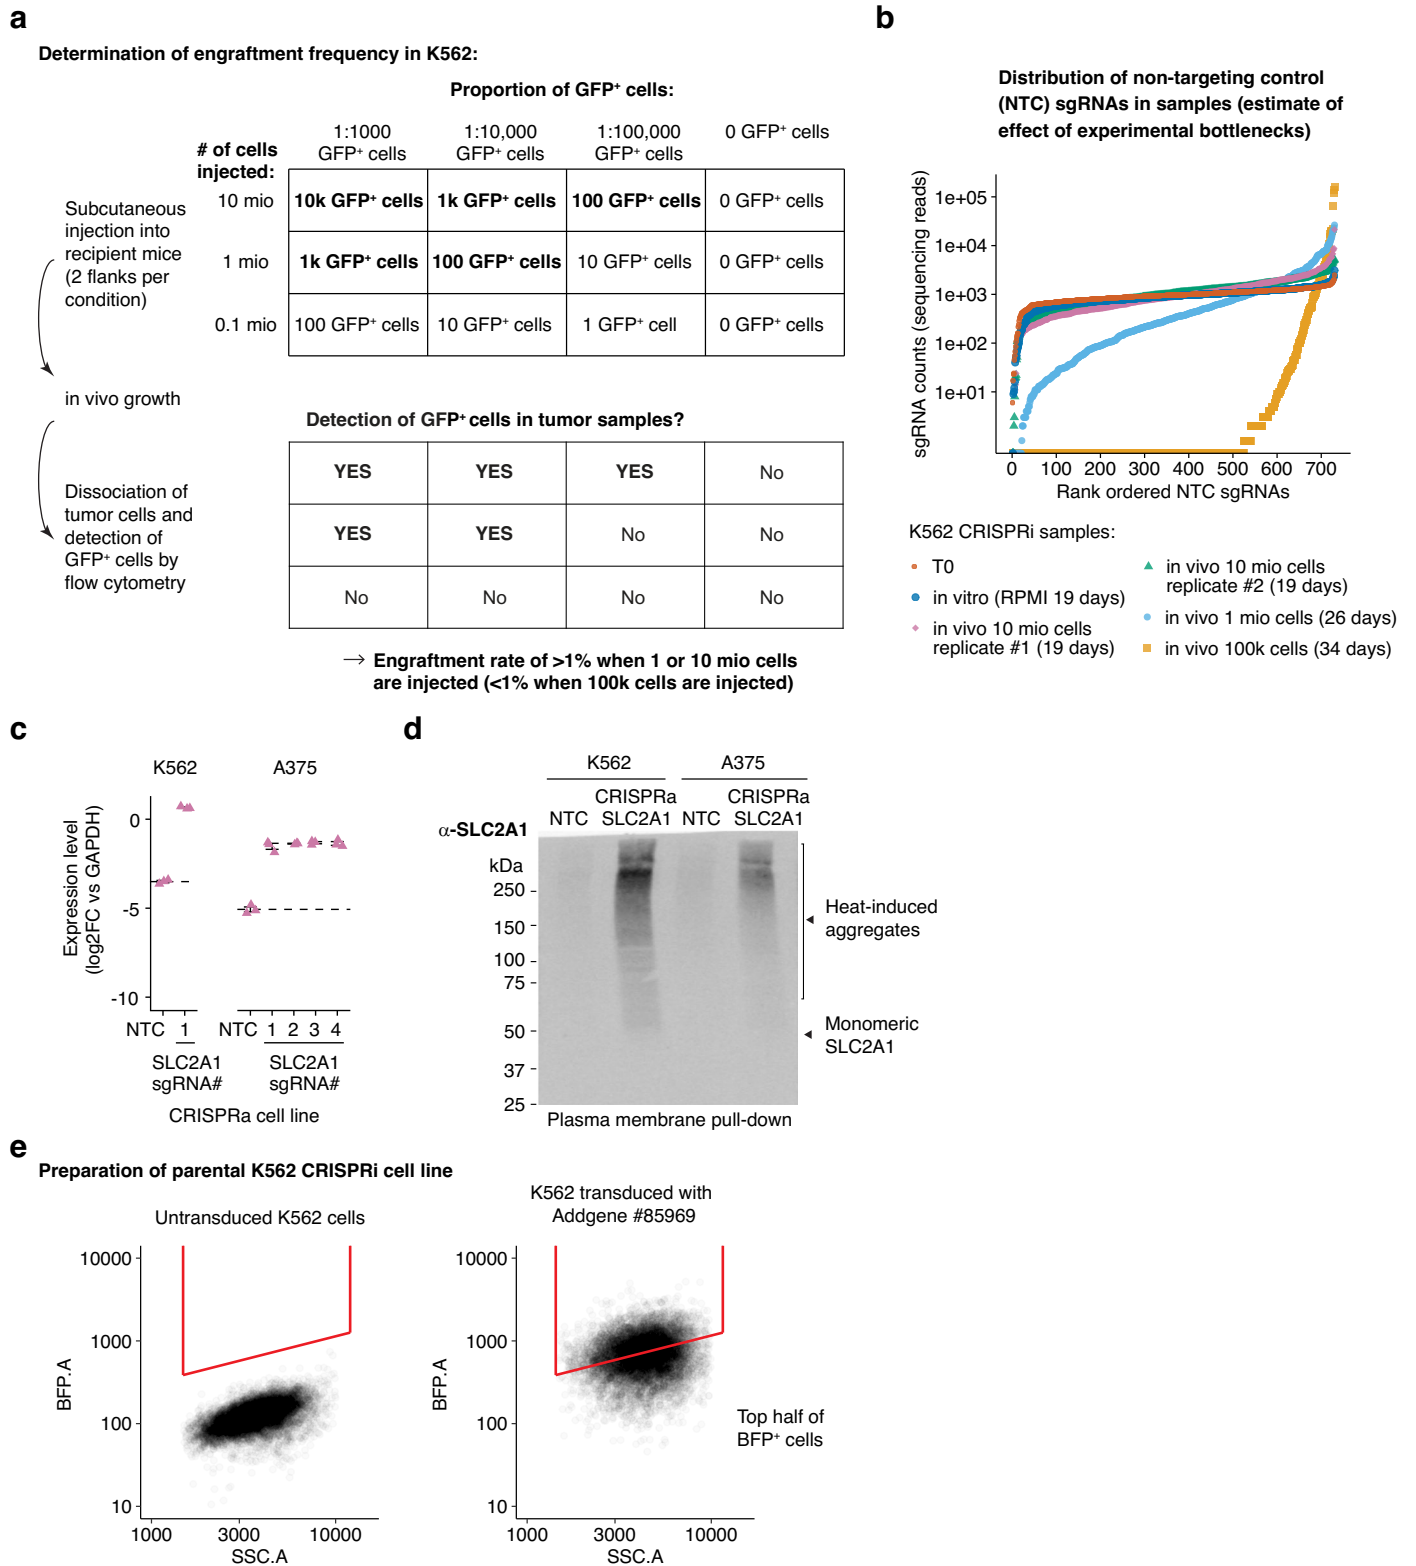 a
Determination of engraftment frequency in K562:
Proportion of GFP⁺ cells:
# of cells
injected:
1:1000
GFP⁺ cells
1:10,000
GFP⁺ cells
1:100,000
GFP⁺ cells
0 GFP⁺ cells
10 mio
10k GFP⁺ cells
1k GFP⁺ cells
100 GFP⁺ cells
0 GFP⁺ cells
1 mio
1k GFP⁺ cells
100 GFP⁺ cells
10 GFP⁺ cells
0 GFP⁺ cells
0.1 mio
100 GFP⁺ cells
10 GFP⁺ cells
1 GFP⁺ cell
0 GFP⁺ cells
Subcutaneous
injection into
recipient mice
(2 flanks per
condition)
in vivo growth
Dissociation of
tumor cells and
detection of
GFP⁺ cells by
flow cytometry
Detection of GFP⁺ cells in tumor samples?
YES
YES
YES
No
YES
YES
No
No
No
No
No
No
→ Engraftment rate of >1% when 1 or 10 mio cells
are injected (<1% when 100k cells are injected)
b
Distribution of non-targeting control
(NTC) sgRNAs in samples (estimate of
effect of experimental bottlenecks)
sgRNA counts (sequencing reads)
1e+05
1e+04
1e+03
1e+02
1e+01
0
100
200
300
400
500
600
700
Rank ordered NTC sgRNAs
K562 CRISPRi samples:
T0
in vitro (RPMI 19 days)
in vivo 10 mio cells
replicate #1 (19 days)
in vivo 10 mio cells
replicate #2 (19 days)
in vivo 1 mio cells (26 days)
in vivo 100k cells (34 days)
c
K562
A375
Expression level
(log2FC vs GAPDH)
0
-5
-10
NTC
1
NTC
1
2
3
4
SLC2A1
sgRNA#
SLC2A1
sgRNA#
CRISPRa cell line
d
K562
A375
NTC
CRISPRa
SLC2A1
NTC
CRISPRa
SLC2A1
α-SLC2A1
kDa
250
150
100
75
50
37
25
Heat-induced
aggregates
Monomeric
SLC2A1
Plasma membrane pull-down
e
Preparation of parental K562 CRISPRi cell line
Untransduced K562 cells
BFP.A
10000
1000
100
10
1000
3000
10000
SSC.A
K562 transduced with
Addgene #85969
BFP.A
10000
1000
100
10
1000
3000
10000
SSC.A
Top half of
BFP⁺ cells